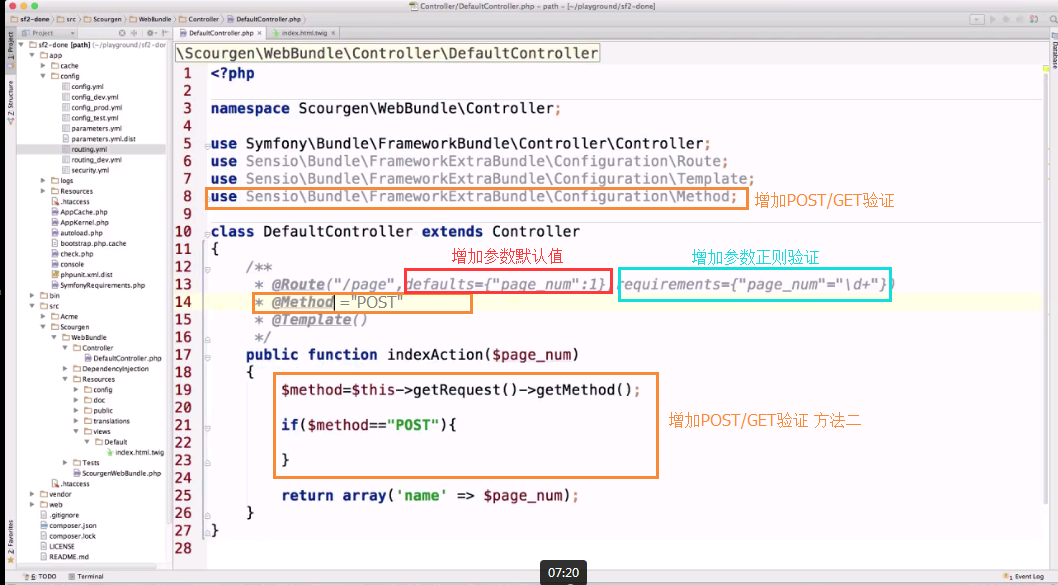 Controller/DefaultController.php - path - [~/playground/sf2-done]
sf2-done src Scourgen WebBundle Controller DefaultController.php
Project
DefaultController.php index.html.twig
1: Project
Z: Structure
2: Favorites
Database
sf2-done [path] (~/playground/sf2-don
app
cache
config
config.yml
config_dev.yml
config_prod.yml
config_test.yml
parameters.yml
parameters.yml.dist
routing.yml
routing_dev.yml
security.yml
logs
Resources
.htaccess
AppCache.php
AppKernel.php
autoload.php
bootstrap.php.cache
check.php
console
phpunit.xml.dist
SymfonyRequirements.php
bin
src
Acme
Scourgen
WebBundle
Controller
DefaultController.php
DependencyInjection
Resources
config
doc
public
translations
views
Default
index.html.twig
Tests
ScourgenWebBundle.php
.htaccess
vendor
web
.gitignore
composer.json
composer.lock
LICENSE
README.md
\Scourgen\WebBundle\Controller\DefaultController
1 <?php
2
3 namespace Scourgen\WebBundle\Controller;
4
5 use Symfony\Bundle\FrameworkBundle\Controller\Controller;
6 use Sensio\Bundle\FrameworkExtraBundle\Configuration\Route;
7 use Sensio\Bundle\FrameworkExtraBundle\Configuration\Template;
8 use Sensio\Bundle\FrameworkExtraBundle\Configuration\Method; 增加POST/GET验证
9
10 class DefaultController extends Controller
11 {
增加参数默认值 增加参数正则验证
12 /**
13 * @Route("/page",defaults={"page_num":1},requirements={"page_num"="\d+"})
14 * @Method ="POST"
15 * @Template()
16 */
17 public function indexAction($page_num)
18 {
19 $method=$this->getRequest()->getMethod();
20
21 if($method=="POST"){ 增加POST/GET验证 方法二
22
23 }
24
25 return array('name' => $page_num);
26 }
27 }
28
07:20
6: TODO Terminal 1 Event Log